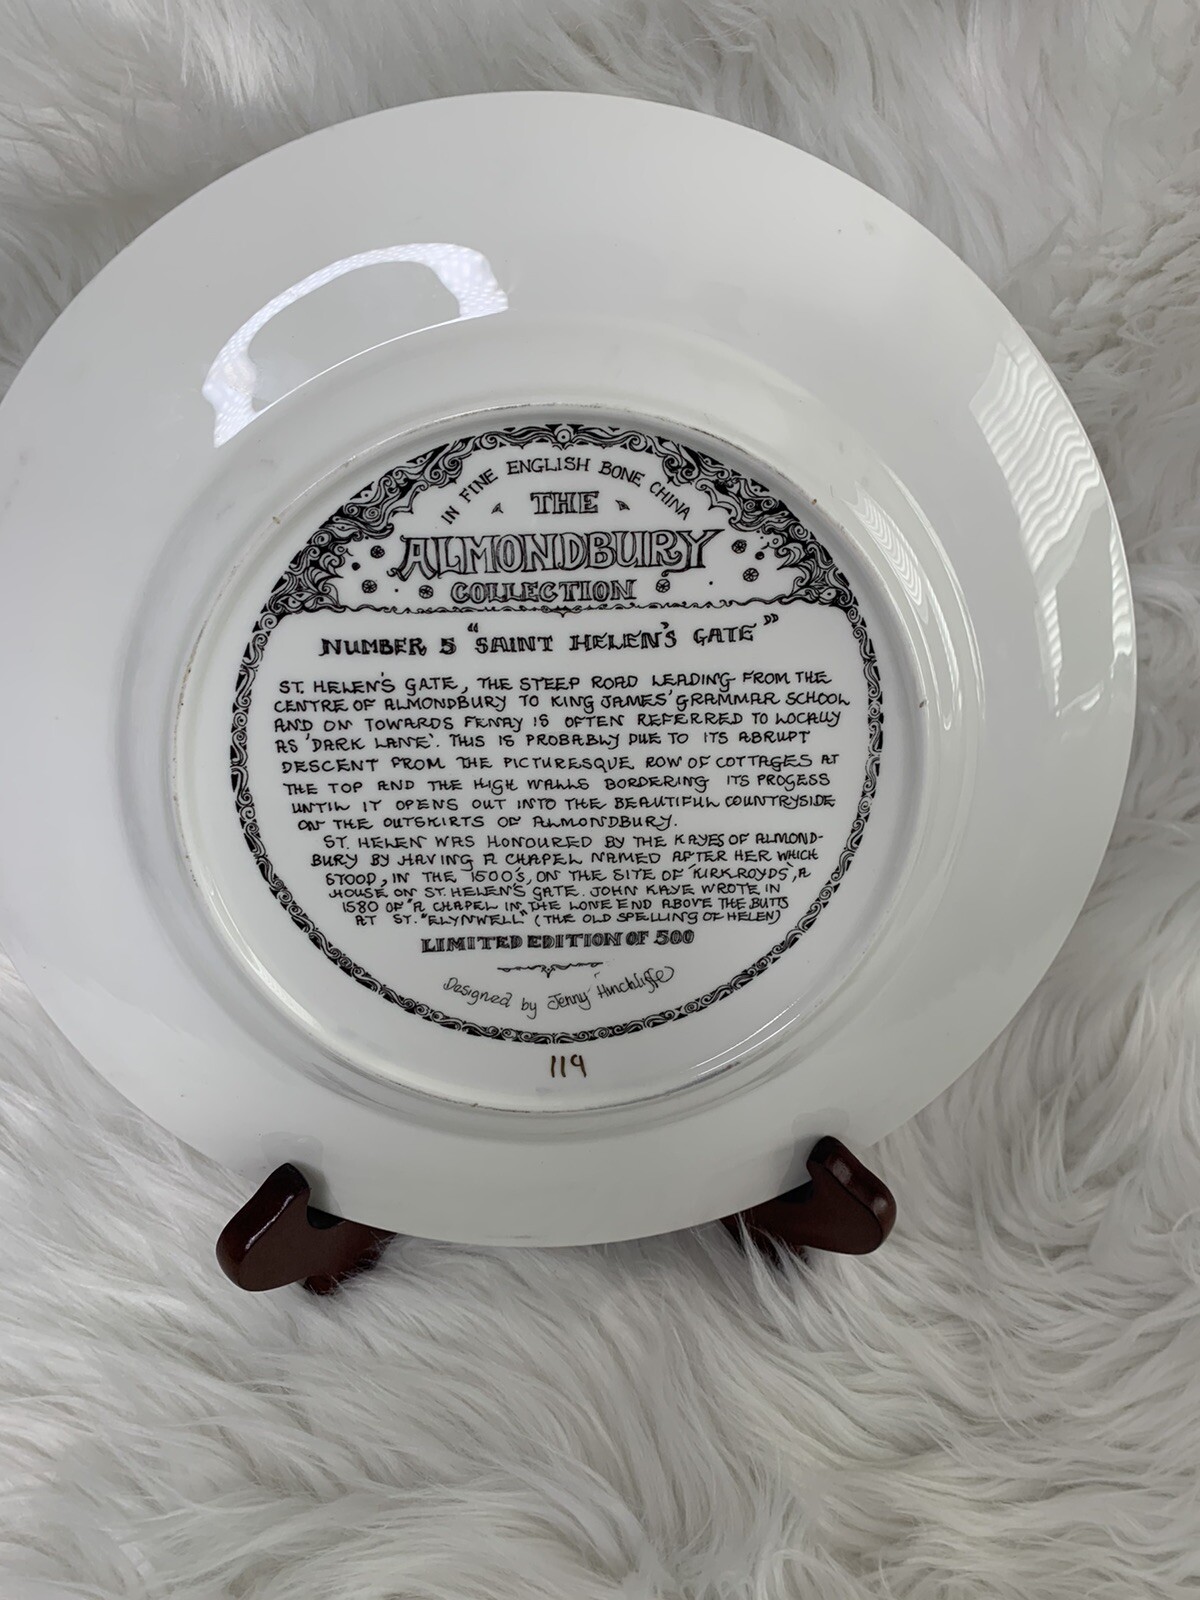 IN FINE ENGLISH BONE CHINA
THE
ALMONDBURY
COLLECTION
NUMBER 5 "SAINT HELEN'S GATE"
ST. HELEN'S GATE, THE STEEP ROAD LEADING FROM THE
CENTRE OF ALMONDBURY TO KING JAMES' GRAMMAR SCHOOL
AND ON TOWARDS FENAY IS OFTEN REFERRED TO LOCALLY
AS 'DARK LANE'. THIS IS PROBABLY DUE TO ITS ABRUPT
DESCENT FROM THE PICTURESQUE ROW OF COTTAGES AT
THE TOP AND THE HIGH WALLS BORDERING ITS PROGESS
UNTIL IT OPENS OUT INTO THE BEAUTIFUL COUNTRYSIDE
ON THE OUTSKIRTS OF ALMONDBURY.
ST. HELEN WAS HONOURED BY THE KAYES OF ALMOND-
BURY BY HAVING A CHAPEL NAMED AFTER HER WHICH
STOOD, IN THE 1500'S, ON THE SITE OF 'KIRKROYDS', A
HOUSE ON ST. HELEN'S GATE. JOHN KAYE WROTE IN
1580 OF "A CHAPEL IN THE LONE END ABOVE THE BUTTS
AT ST. "ELYNWELL" (THE OLD SPELLING OF HELEN)
LIMITED EDITION OF 500
Designed by Jenny Hinchliffe
119